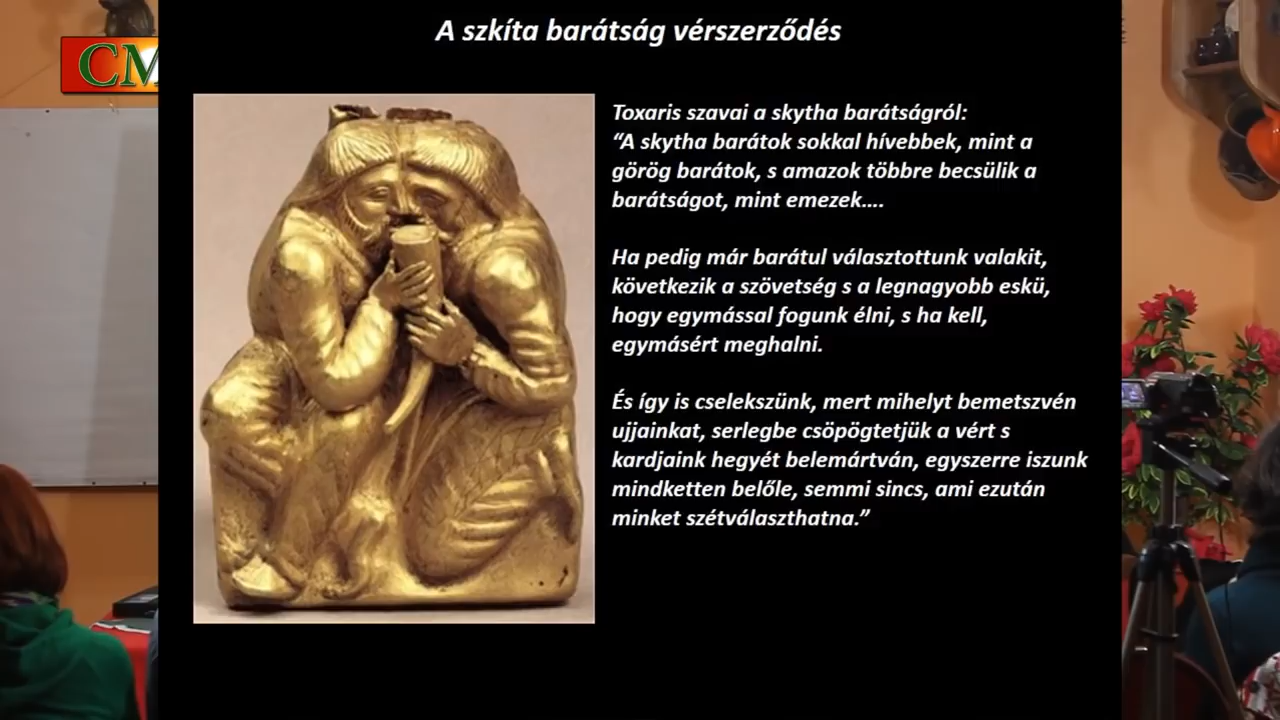 CM
A szkíta barátság vérszerződés
Toxaris szavai a skytha barátságról:
“A skytha barátok sokkal hívebbek, mint a
görög barátok, s amazok többre becsülik a
barátságot, mint emezek....
Ha pedig már barátul választottunk valakit,
következik a szövetség s a legnagyobb eskü,
hogy egymással fogunk élni, s ha kell,
egymásért meghalni.
És így is cselekszünk, mert mihelyt bemetszvén
ujjainkat, serlegbe csöpögtetjük a vért s
kardjaink hegyét belemártván, egyszerre iszunk
mindketten belőle, semmi sincs, ami ezután
minket szétválaszthatna.”